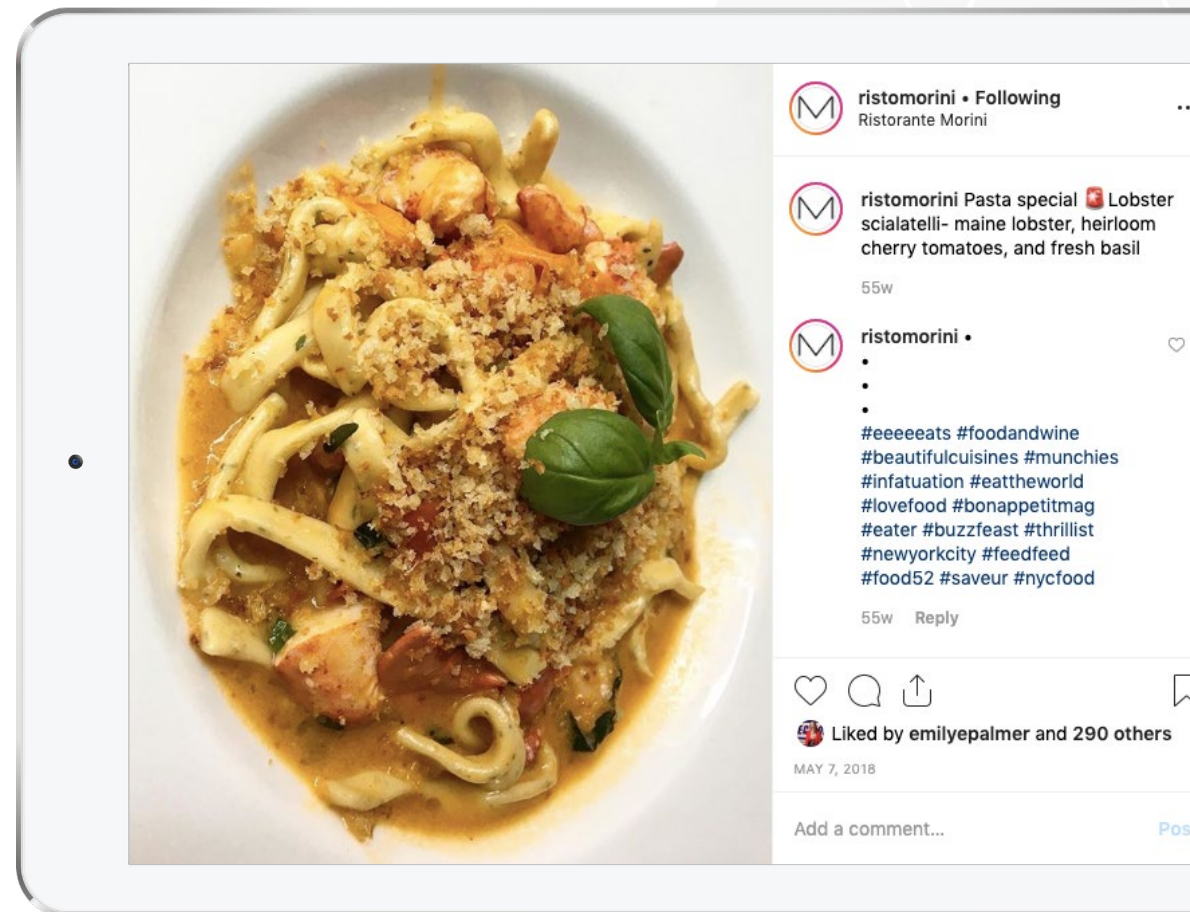 ristomorini • Following
Ristorante Morini
ristomorini Pasta special 🚨Lobster
scialatelli- maine lobster, heirloom
cherry tomatoes, and fresh basil
55w
ristomorini •
•
•
•
#eeeeeats #foodandwine
#beautifulcuisines #munchies
#infatuation #eattheworld
#lovefood #bonappetitmag
#eater #buzzfeast #thrillist
#newyorkcity #feedfeed
#food52 #saveur #nycfood
55w Reply
Liked by emilyepalmer and 290 others
MAY 7, 2018
Add a comment...
Pos